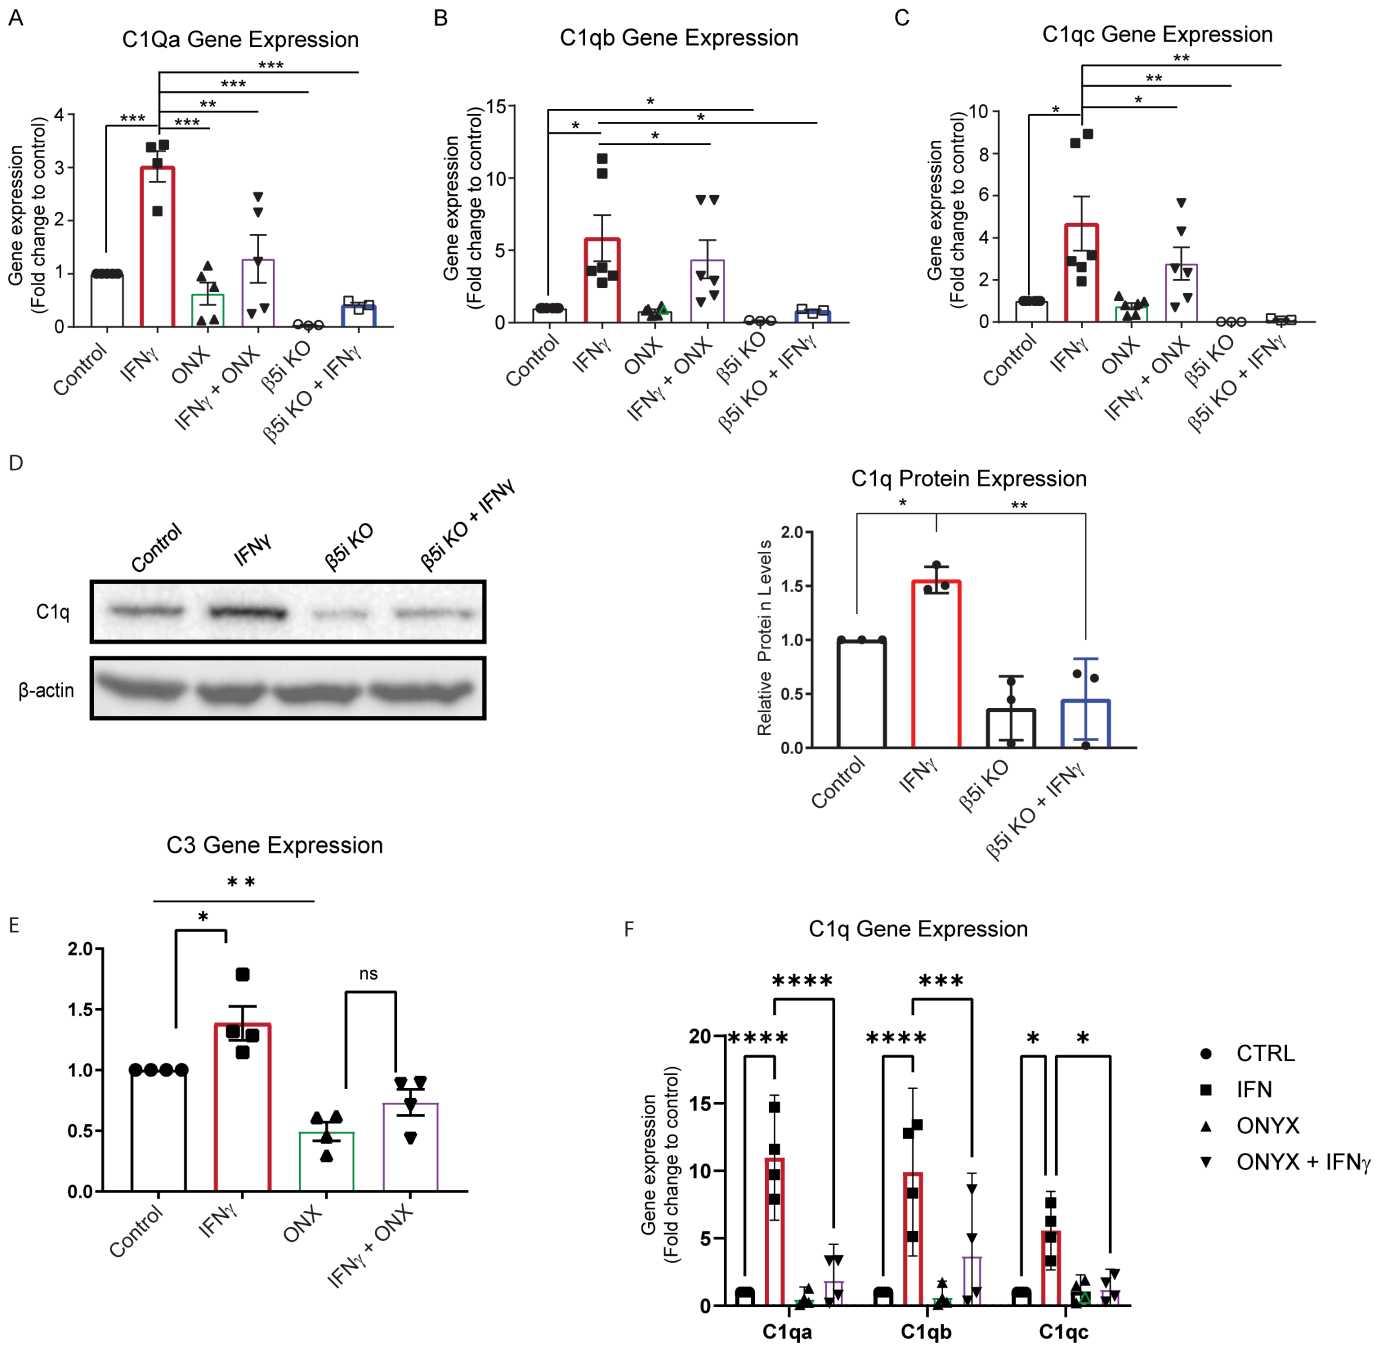 A
C1Qa Gene Expression
***
***
**
***
***
Gene expression
(Fold change to control)
4
3
2
1
0
Control
IFNγ
ONX
IFNγ + ONX
β5i KO
β5i KO + IFNγ
B
C1qb Gene Expression
*
*
*
*
Gene expression
(Fold change to control)
15
10
5
0
Control
IFNγ
ONX
IFNγ + ONX
β5i KO
β5i KO + IFNγ
C
C1qc Gene Expression
**
**
*
*
Gene expression
(Fold change to control)
10
8
6
4
2
0
Control
IFNγ
ONX
IFNγ + ONX
β5i KO
β5i KO + IFNγ
D
Control
IFNγ
β5i KO
β5i KO + IFNγ
C1q
β-actin
C1q Protein Expression
*
**
Relative Protein Levels
2.0
1.5
1.0
0.5
0.0
Control
IFNγ
β5i KO
β5i KO + IFNγ
E
C3 Gene Expression
**
*
ns
2.0
1.5
1.0
0.5
0.0
Control
IFNγ
ONX
IFNγ + ONX
F
C1q Gene Expression
****
***
****
****
*
*
Gene expression
(Fold change to control)
20
15
10
5
0
C1qa
C1qb
C1qc
CTRL
IFN
ONYX
ONYX + IFNγ